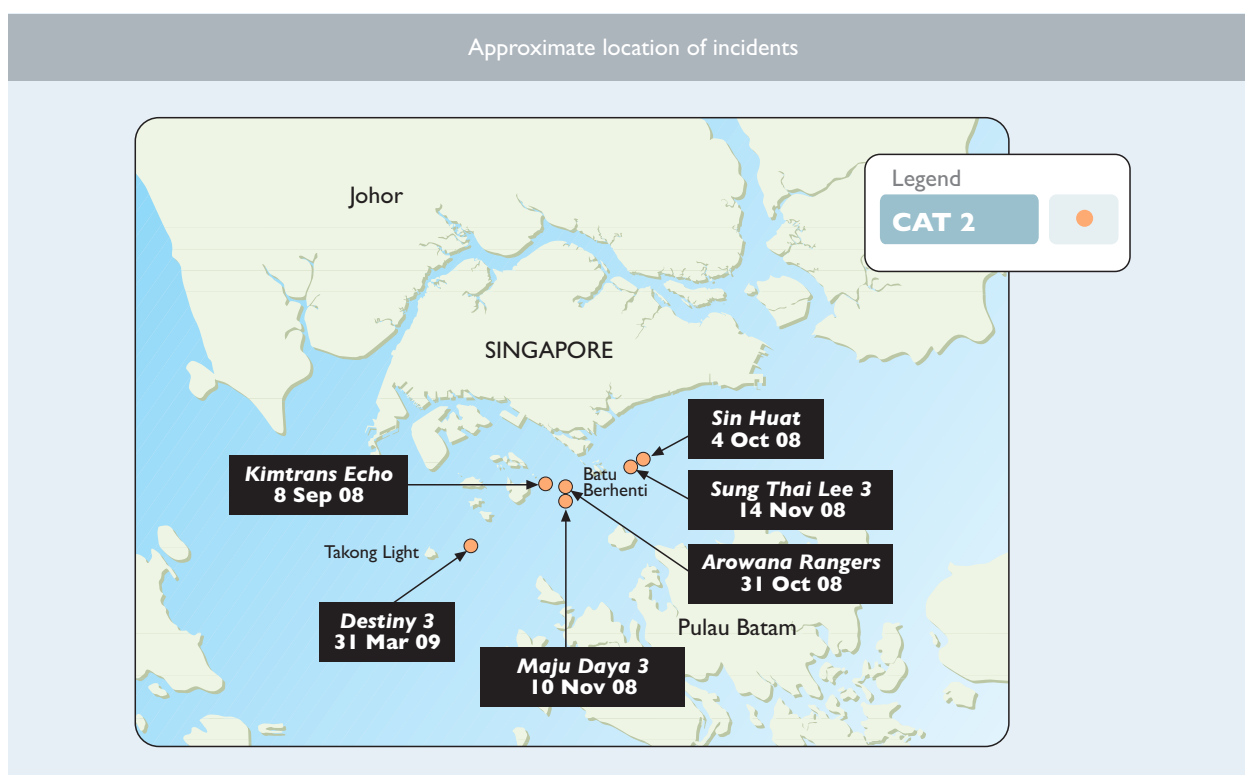 Approximate location of incidents
Johor
Legend
CAT 2
SINGAPORE
Sin Huat
4 Oct 08
Kimtrans Echo
8 Sep 08
Batu
Berhenti
Sung Thai Lee 3
14 Nov 08
Takong Light
Arowana Rangers
31 Oct 08
Destiny 3
31 Mar 09
Pulau Batam
Maju Daya 3
10 Nov 08